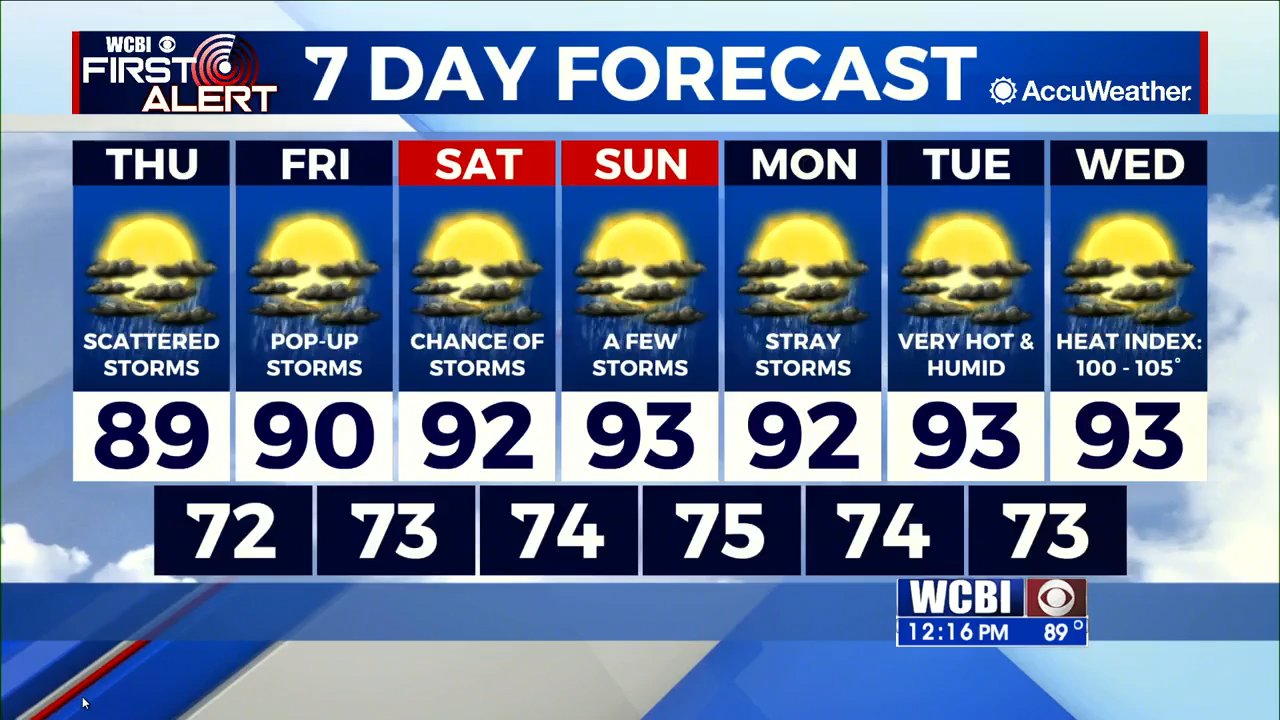 WCBI
FIRST
ALERT
7 DAY FORECAST
AccuWeather.
THU
FRI
SAT
SUN
MON
TUE
WED
SCATTERED
STORMS
POP-UP
STORMS
CHANCE OF
STORMS
A FEW
STORMS
STRAY
STORMS
VERY HOT &
HUMID
HEAT INDEX:
100 - 105°
89
90
92
93
92
93
93
72
73
74
75
74
73
WCBI
12:16 PM 89°